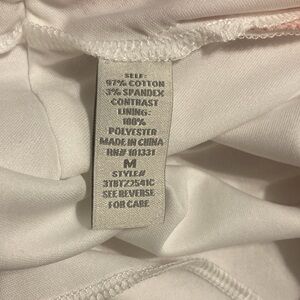 SELF:
97% COTTON
3% SPANDEX
CONTRAST
LINING:
100%
POLYESTER
MADE IN CHINA
RN# 101331
M
STYLE#
3T8T22541C
SEE REVERSE
FOR CARE